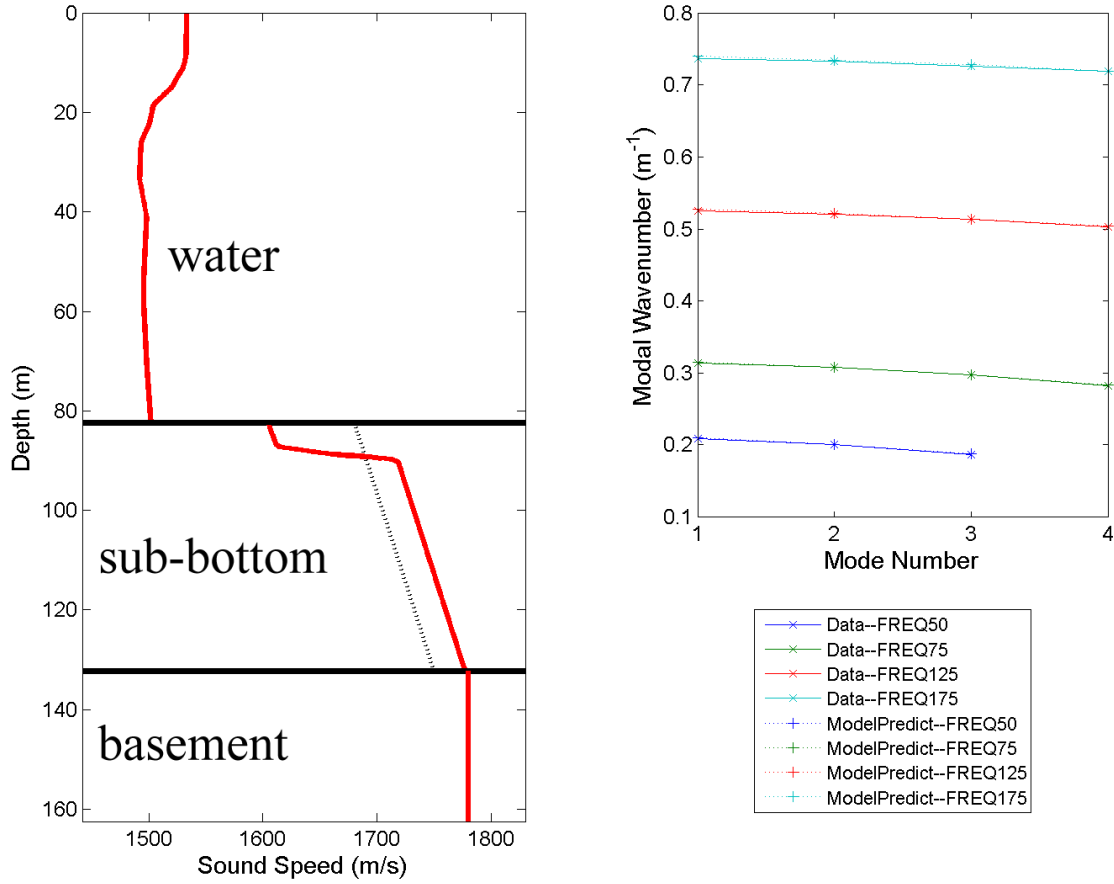 0
20
40
60
80
100
120
140
160
Depth (m)
water
sub-bottom
basement
1500
1600
1700
1800
Sound Speed (m/s)
0.8
0.7
0.6
0.5
0.4
0.3
0.2
0.1
Modal Wavenumber (m⁻¹)
1
2
3
4
Mode Number
Data--FREQ50
Data--FREQ75
Data--FREQ125
Data--FREQ175
ModelPredict--FREQ50
ModelPredict--FREQ75
ModelPredict--FREQ125
ModelPredict--FREQ175